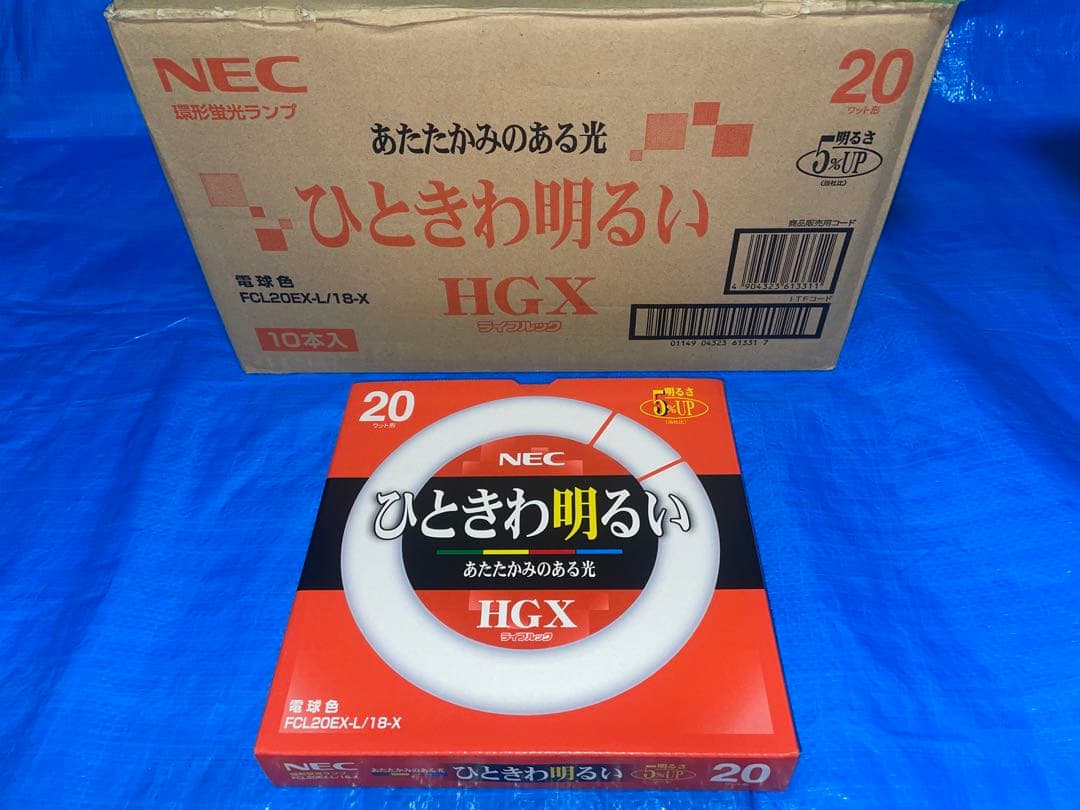 NEC
環形蛍光ランプ
20
ワット形
あたたかみのある光
明るさ
5%UP
(当社比)
ひときわ明るい
商品販売用コード
4 904323 613311
電球色
FCL20EX-L/18-X
HGX
ライフルック
ITFコード
10本入
01149 04323 61331 7
20
ワット形
明るさ
5%UP
(当社比)
NEC
ひときわ明るい
あたたかみのある光
HGX
ライフルック
電球色
FCL20EX-L/18-X
NEC
環形蛍光ランプ
FCL20EX-L/18-X
あたたかみのある光
ひときわ明るい
明るさ
5%UP
20